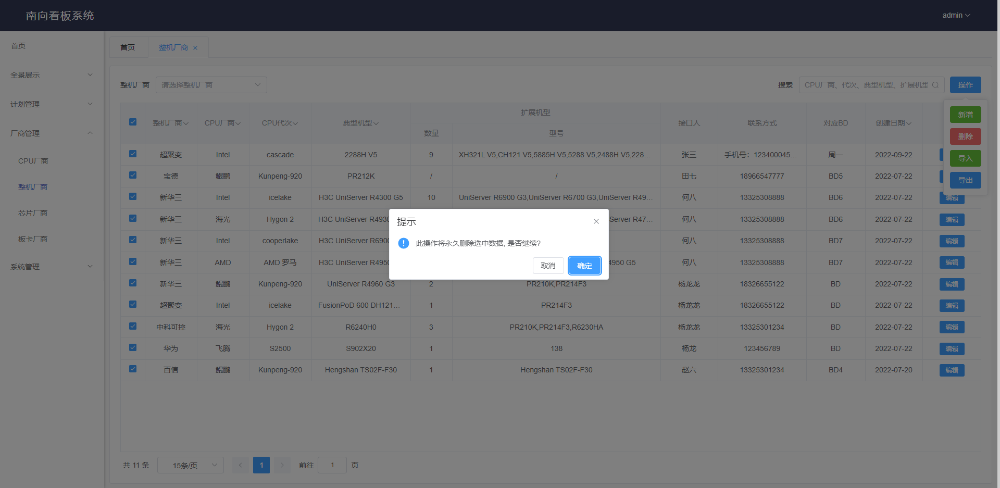 南向看板系统
admin
首页
全景展示
计划管理
厂商管理
CPU厂商
整机厂商
芯片厂商
板卡厂商
系统管理
首页
整机厂商
整机厂商 请选择整机厂商
搜索 CPU厂商、代次、典型机型、扩展机型 操作
新增
删除
导入
导出
整机厂商 CPU厂商 CPU代次 典型机型 扩展机型 接口人 联系方式 对应BD 创建日期
数量 型号
超聚变 Intel cascade 2288H V5 9 XH321L V5,CH121 V5,5885H V5,5288 V5,2488H V5,228... 张三 手机号：123400045... 周一 2022-09-22
宝德 鲲鹏 Kunpeng-920 PR212K / / 田七 18966547777 BD5 2022-07-22
新华三 Intel icelake H3C UniServer R4300 G5 10 UniServer R6900 G3,UniServer R6700 G3,UniServer R49... 何八 13325308888 BD6 2022-07-22 编辑
新华三 海光 Hygon 2 H3C UniServer R4930 Server R47... 何八 13325308888 BD6 2022-07-22 编辑
新华三 Intel cooperlake H3C UniServer R6900 何八 13325308888 BD7 2022-07-22 编辑
新华三 AMD AMD 罗马 H3C UniServer R4950 4950 G5 何八 13325308888 BD7 2022-07-22 编辑
新华三 鲲鹏 Kunpeng-920 UniServer R4960 G3 2 PR210K,PR214F3 杨龙龙 18326655122 BD 2022-07-22 编辑
超聚变 Intel icelake FusionPoD 600 DH121... 1 PR214F3 杨龙龙 18326655122 BD 2022-07-22 编辑
中科可控 海光 Hygon 2 R6240H0 3 PR210K,PR214F3,R6230HA 杨龙龙 13325301234 BD 2022-07-22 编辑
华为 飞腾 S2500 S902X20 1 138 杨龙 123456789 BD 2022-07-22 编辑
百信 鲲鹏 Kunpeng-920 Hengshan TS02F-F30 1 Hengshan TS02F-F30 赵六 13325301234 BD4 2022-07-20 编辑
提示
此操作将永久删除选中数据, 是否继续?
取消 确定
共 11 条 15条/页 1 前往 1 页